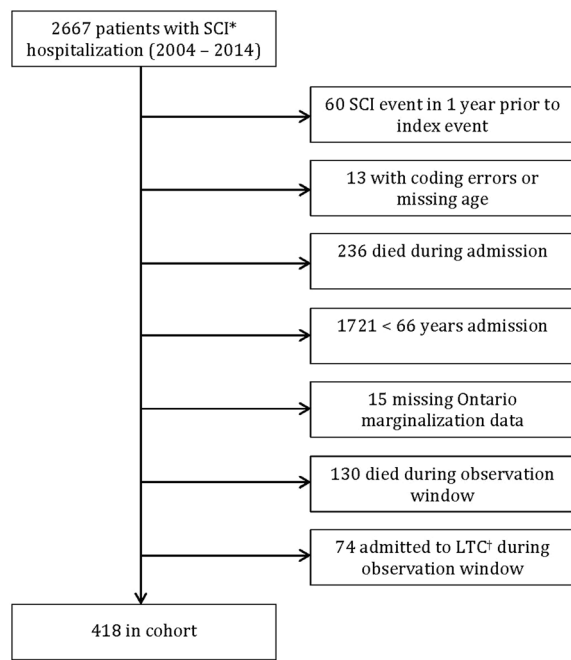 2667 patients with SCI*
hospitalization (2004 – 2014)
60 SCI event in 1 year prior to
index event
13 with coding errors or
missing age
236 died during admission
1721 < 66 years admission
15 missing Ontario
marginalization data
130 died during observation
window
74 admitted to LTC† during
observation window
418 in cohort